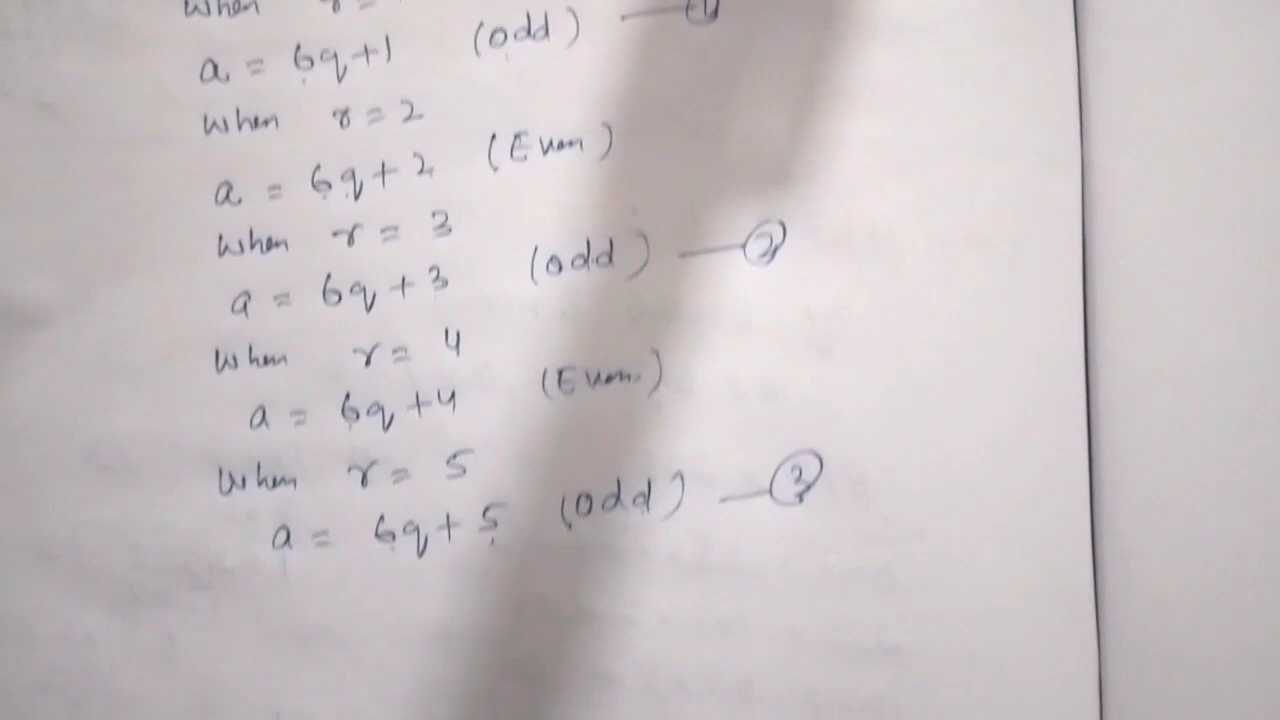 When r =
a = 6q+1 (odd) —①
When r = 2
a = 6q+2 (Even)
When r = 3
a = 6q+3 (odd) —②
When r = 4
a = 6q+4 (Even)
When r = 5
a = 6q+5 (odd) —③